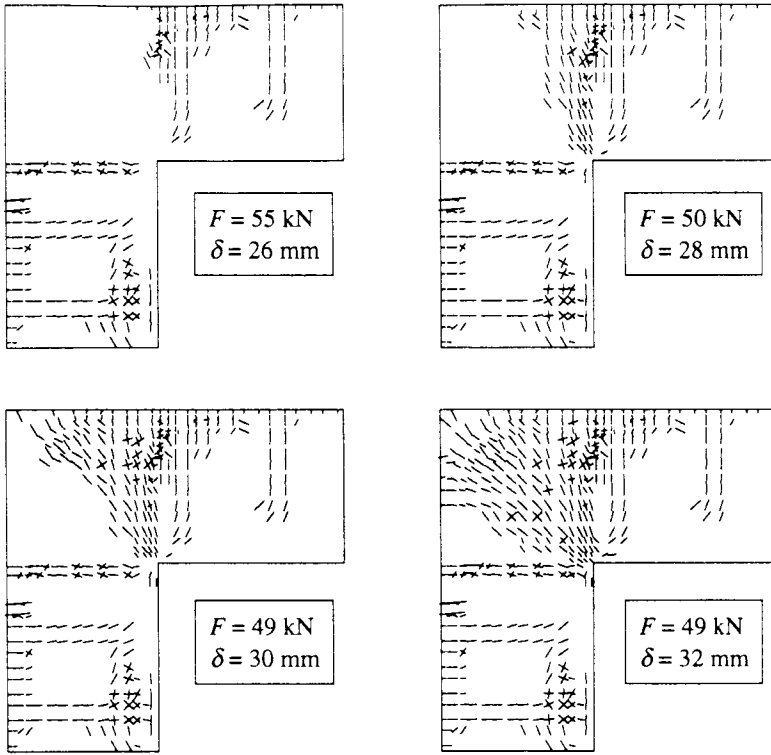 F = 55 kN
δ = 26 mm
F = 50 kN
δ = 28 mm
F = 49 kN
δ = 30 mm
F = 49 kN
δ = 32 mm